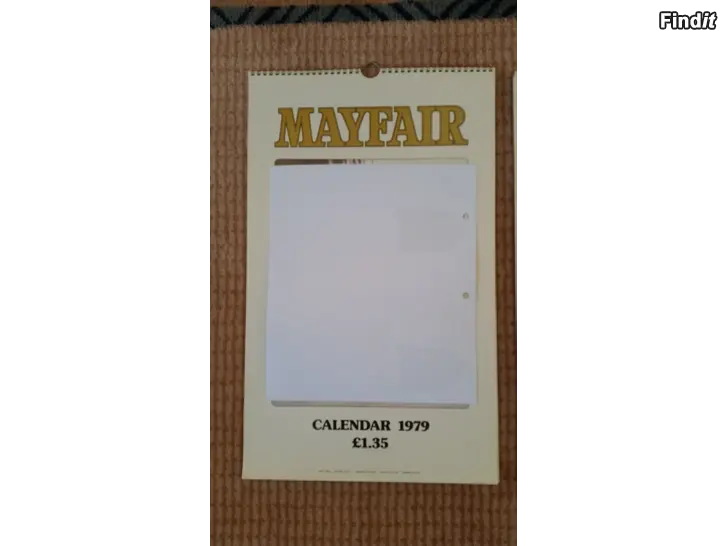 Findit
MAYFAIR
CALENDAR 1979
£1.35